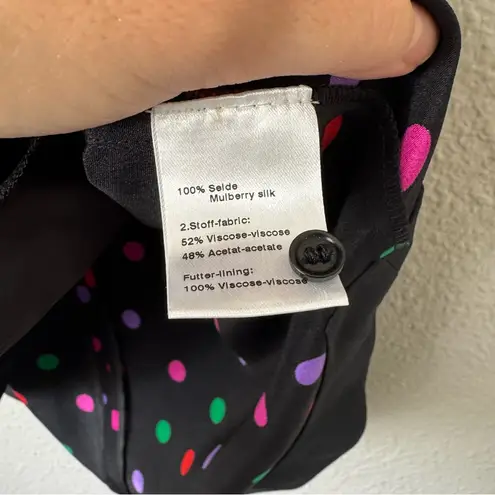 100% Seide
Mulberry silk
2.Stoff-fabric:
52% Viscose-viscose
48% Acetat-acetate
Futter-lining:
100% Viscose-viscose